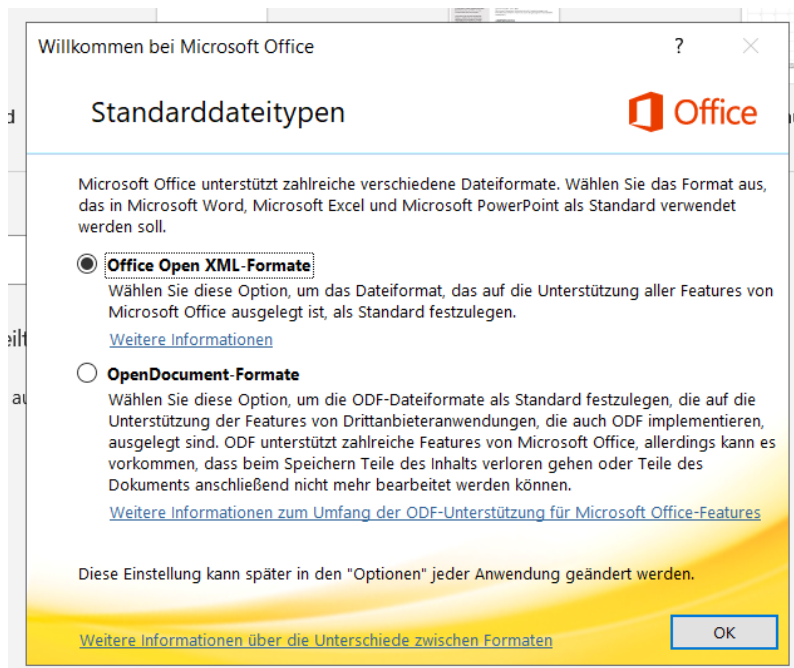 Willkommen bei Microsoft Office
?
Standarddateitypen
Office
Microsoft Office unterstützt zahlreiche verschiedene Dateiformate. Wählen Sie das Format aus,
das in Microsoft Word, Microsoft Excel und Microsoft PowerPoint als Standard verwendet
werden soll.
Office Open XML-Formate
Wählen Sie diese Option, um das Dateiformat, das auf die Unterstützung aller Features von
Microsoft Office ausgelegt ist, als Standard festzulegen.
Weitere Informationen
OpenDocument-Formate
Wählen Sie diese Option, um die ODF-Dateiformate als Standard festzulegen, die auf die
Unterstützung der Features von Drittanbieteranwendungen, die auch ODF implementieren,
ausgelegt sind. ODF unterstützt zahlreiche Features von Microsoft Office, allerdings kann es
vorkommen, dass beim Speichern Teile des Inhalts verloren gehen oder Teile des
Dokuments anschließend nicht mehr bearbeitet werden können.
Weitere Informationen zum Umfang der ODF-Unterstützung für Microsoft Office-Features
Diese Einstellung kann später in den "Optionen" jeder Anwendung geändert werden.
Weitere Informationen über die Unterschiede zwischen Formaten
OK